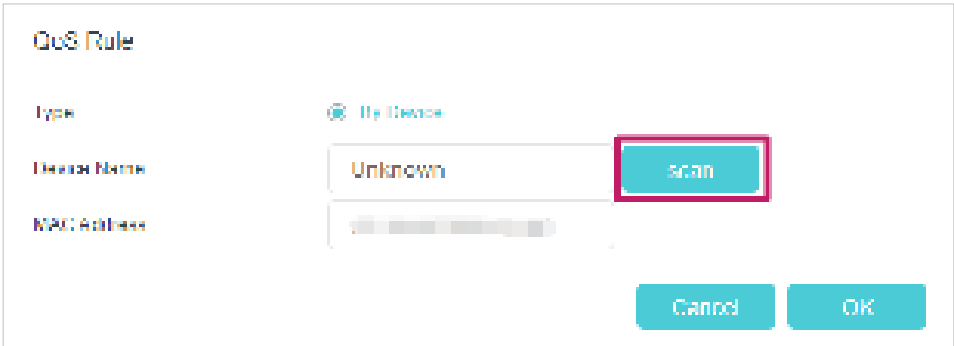 QoS Rule
Type By Device
Device Name Unknown scan
MAC Address
Cancel OK